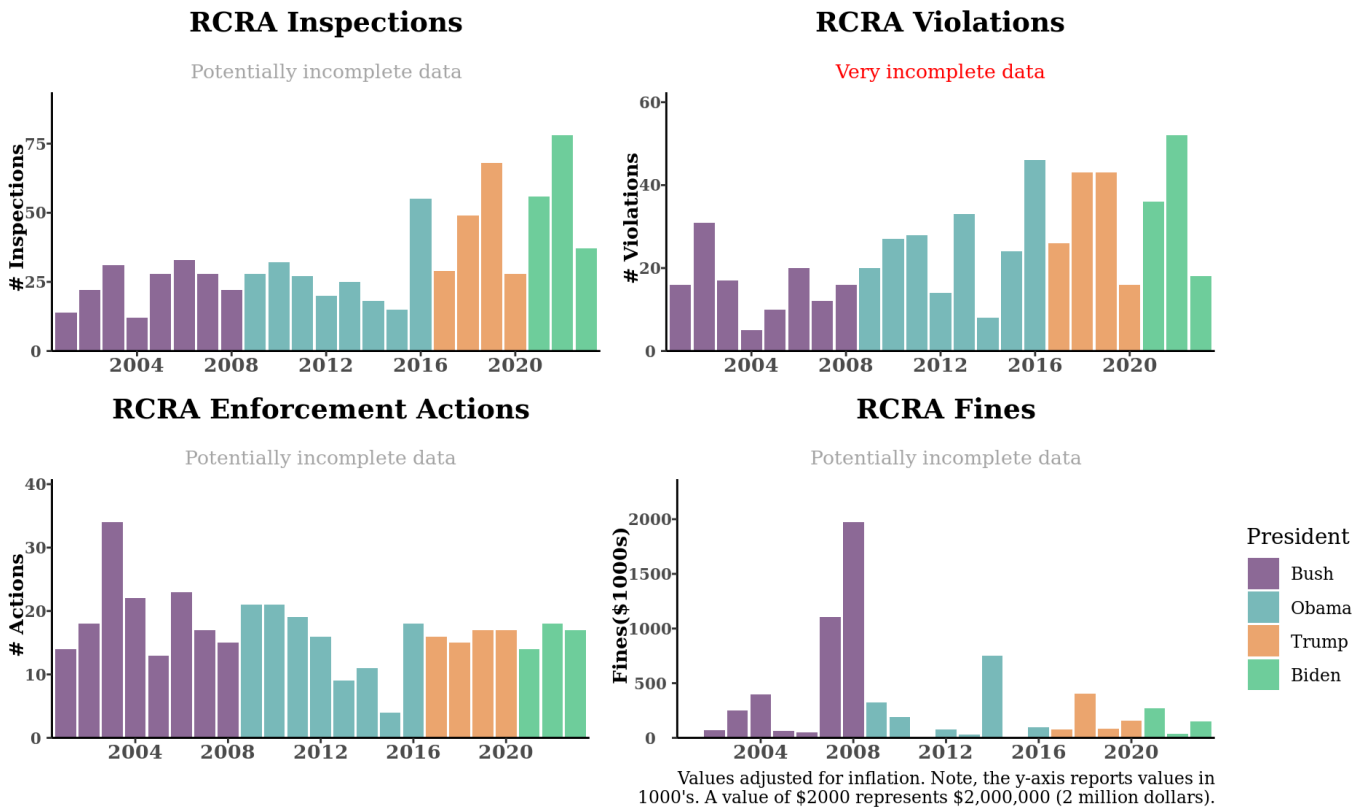 RCRA Inspections
Potentially incomplete data
# Inspections
75
50
25
0
2004 2008 2012 2016 2020
RCRA Violations
Very incomplete data
# Violations
60
40
20
0
2004 2008 2012 2016 2020
RCRA Enforcement Actions
Potentially incomplete data
# Actions
40
30
20
10
0
2004 2008 2012 2016 2020
RCRA Fines
Potentially incomplete data
Fines($1000s)
2000
1500
1000
500
0
2004 2008 2012 2016 2020
President
Bush
Obama
Trump
Biden
Values adjusted for inflation. Note, the y-axis reports values in
1000's. A value of $2000 represents $2,000,000 (2 million dollars).